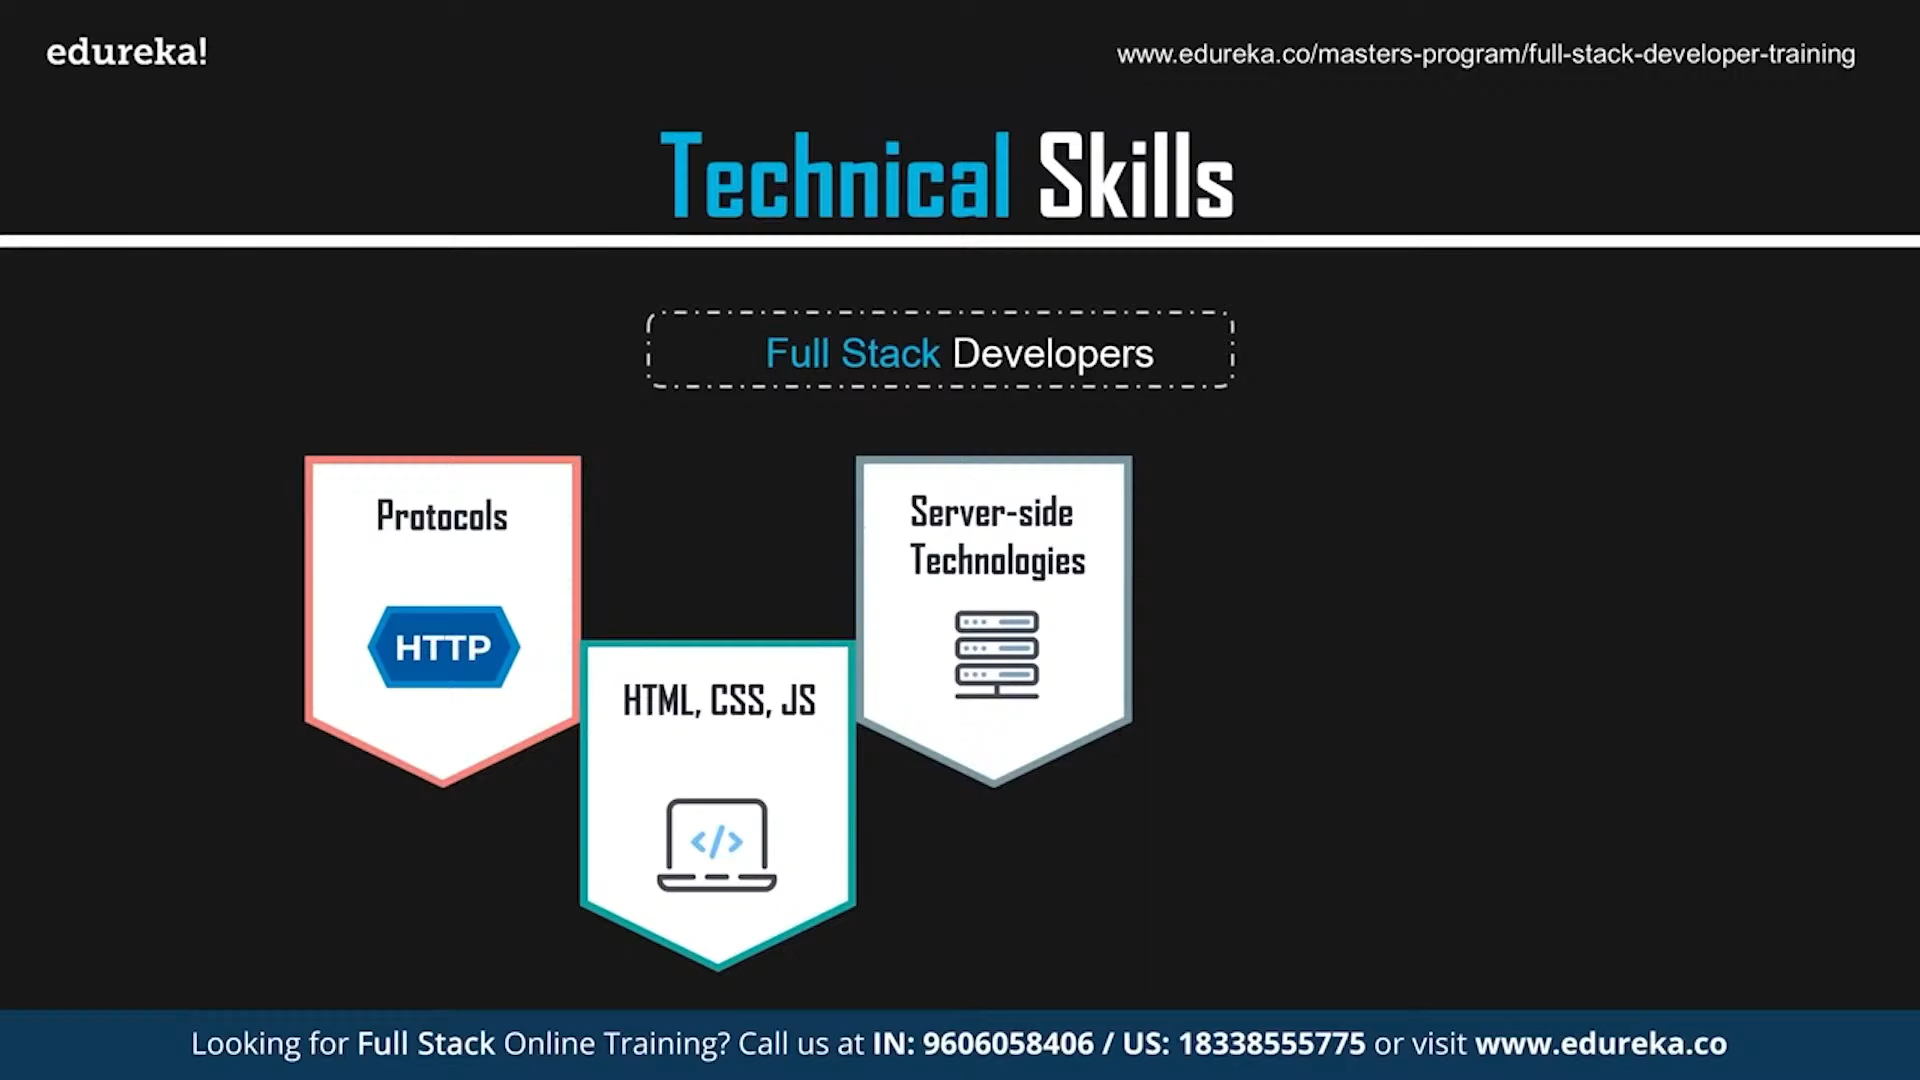 edureka!
www.edureka.co/masters-program/full-stack-developer-training
Technical Skills
Full Stack Developers
Protocols
HTTP
HTML, CSS, JS
</>
Server-side
Technologies
Looking for Full Stack Online Training? Call us at IN: 9606058406 / US: 18338555775 or visit www.edureka.co